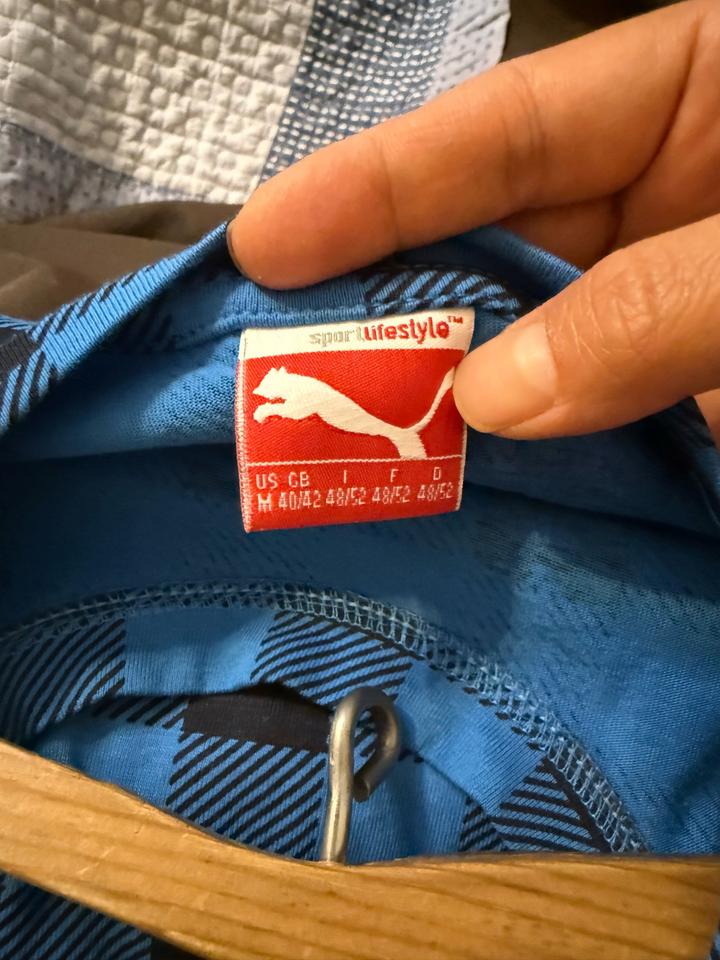 sportlifestyle™
US GB I F D
M 40/42 48/52 48/52 48/52